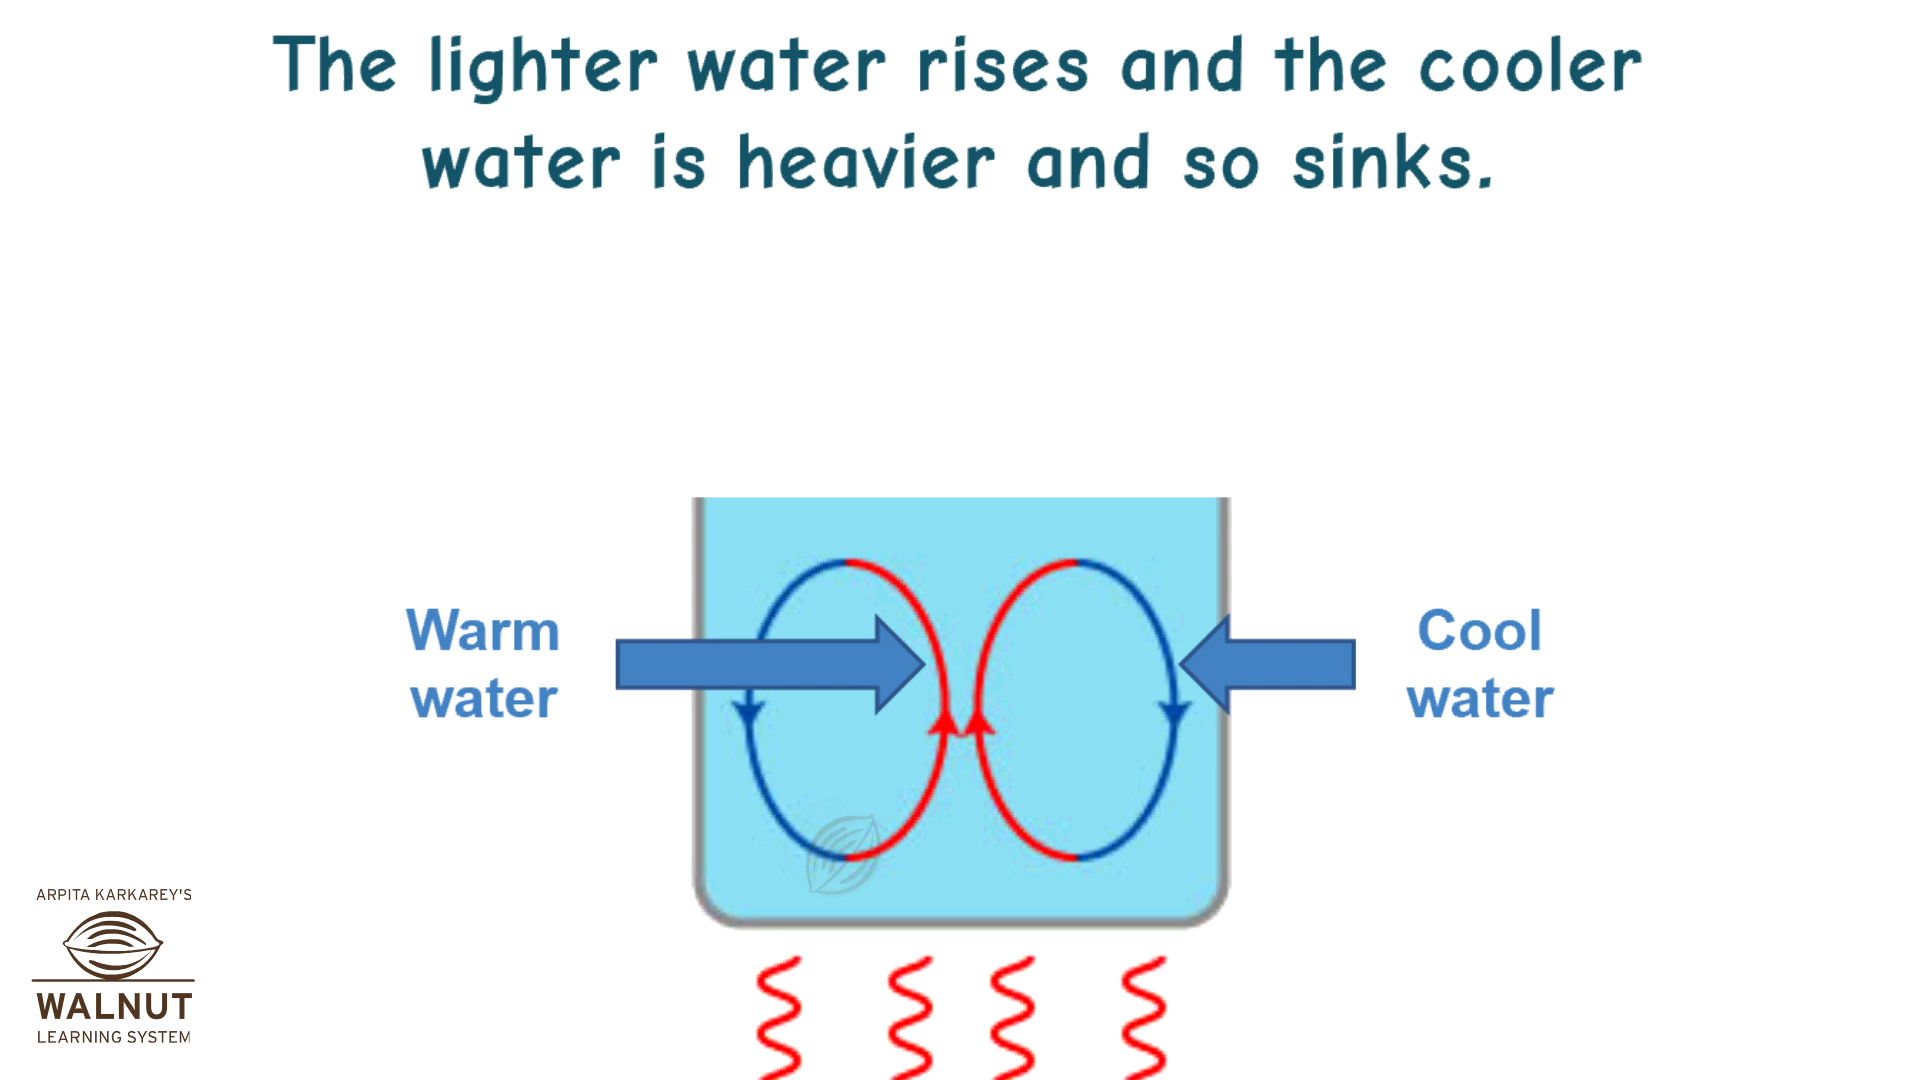 The lighter water rises and the cooler
water is heavier and so sinks.
Warm
water
Cool
water
ARPITA KARKAREY'S
WALNUT
LEARNING SYSTEM